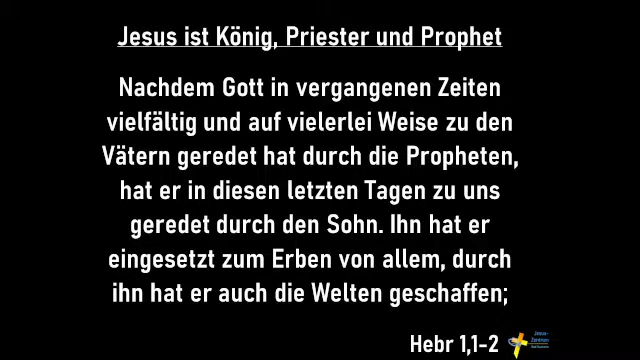 Jesus ist König, Priester und Prophet
Nachdem Gott in vergangenen Zeiten
vielfältig und auf vielerlei Weise zu den
Vätern geredet hat durch die Propheten,
hat er in diesen letzten Tagen zu uns
geredet durch den Sohn. Ihn hat er
eingesetzt zum Erben von allem, durch
ihn hat er auch die Welten geschaffen;
Hebr 1,1-2
Jesus-
Zentrum